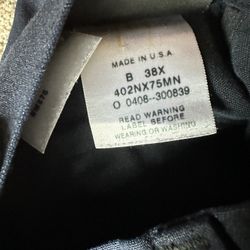 MADE IN U.S.A
B 38X
402NX75MN
O 0408--300839
READ WARNING
LABEL BEFORE
WEARING OR WASHING